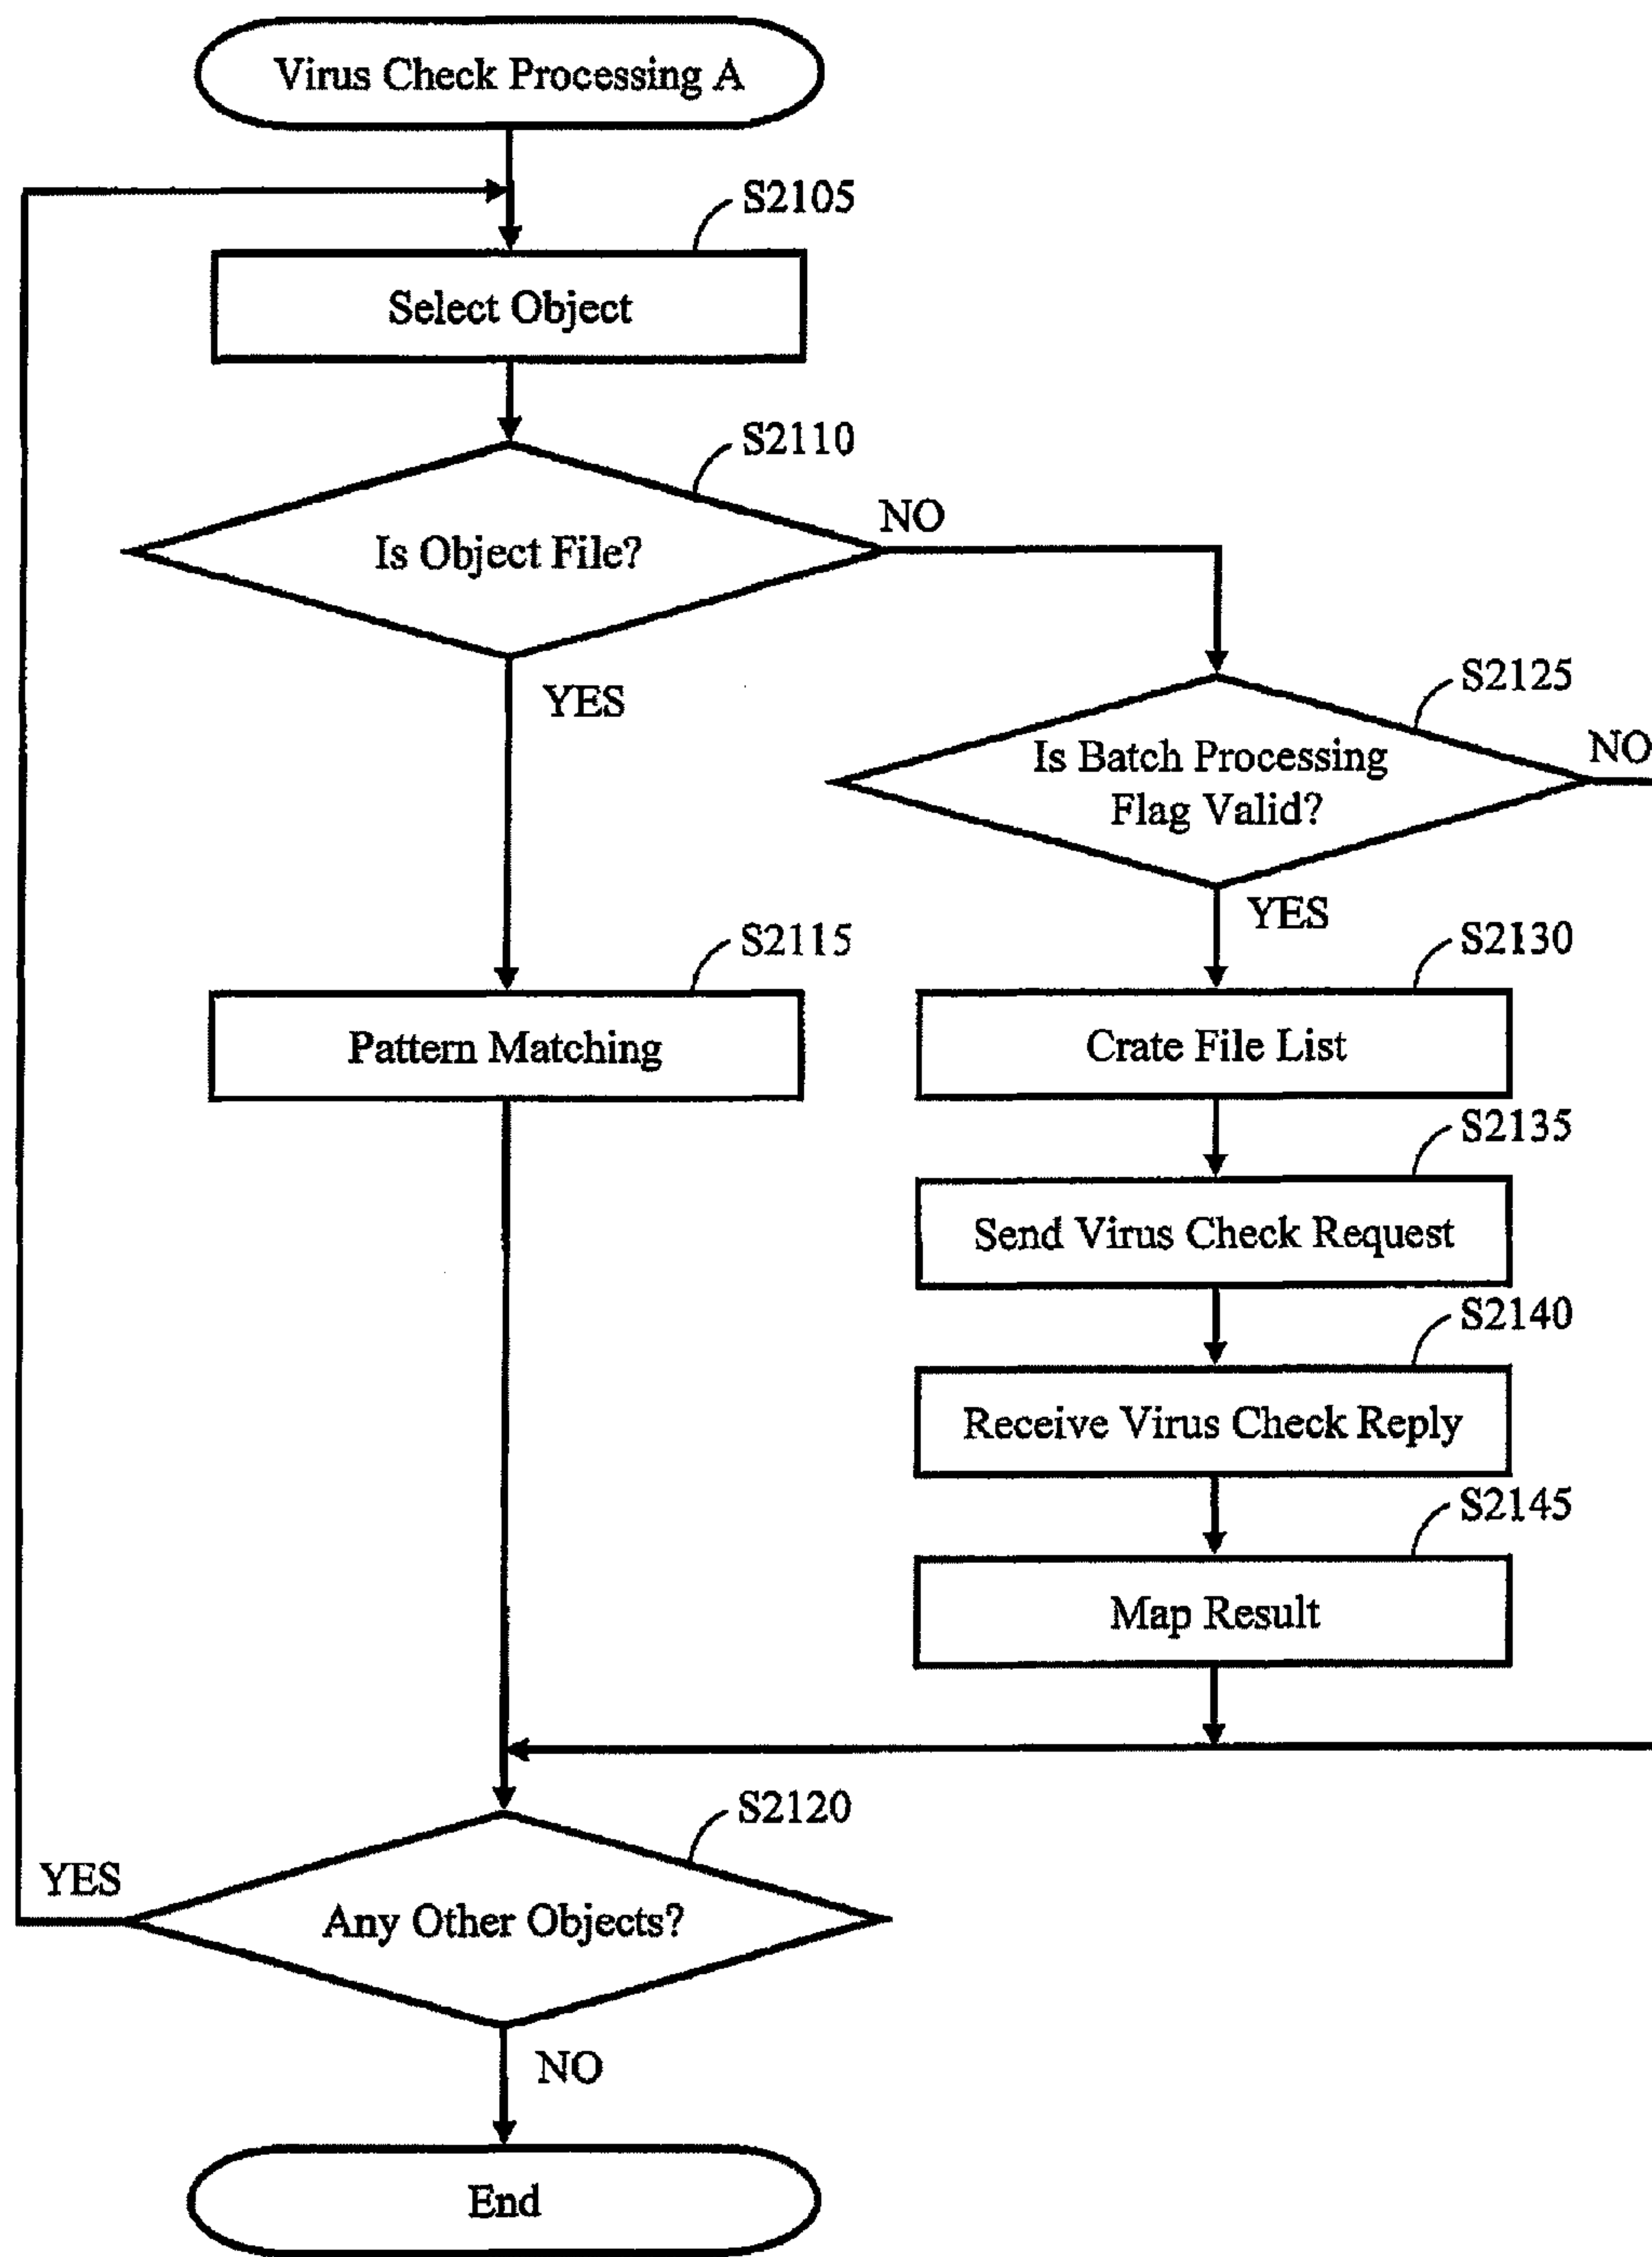 Virus Check Processing A
S2105
Select Object
S2110
Is Object File?
NO
YES
S2125
Is Batch Processing
Flag Valid?
NO
YES
S2115
Pattern Matching
S2130
Crate File List
S2135
Send Virus Check Request
S2140
Receive Virus Check Reply
S2145
Map Result
S2120
Any Other Objects?
YES
NO
End